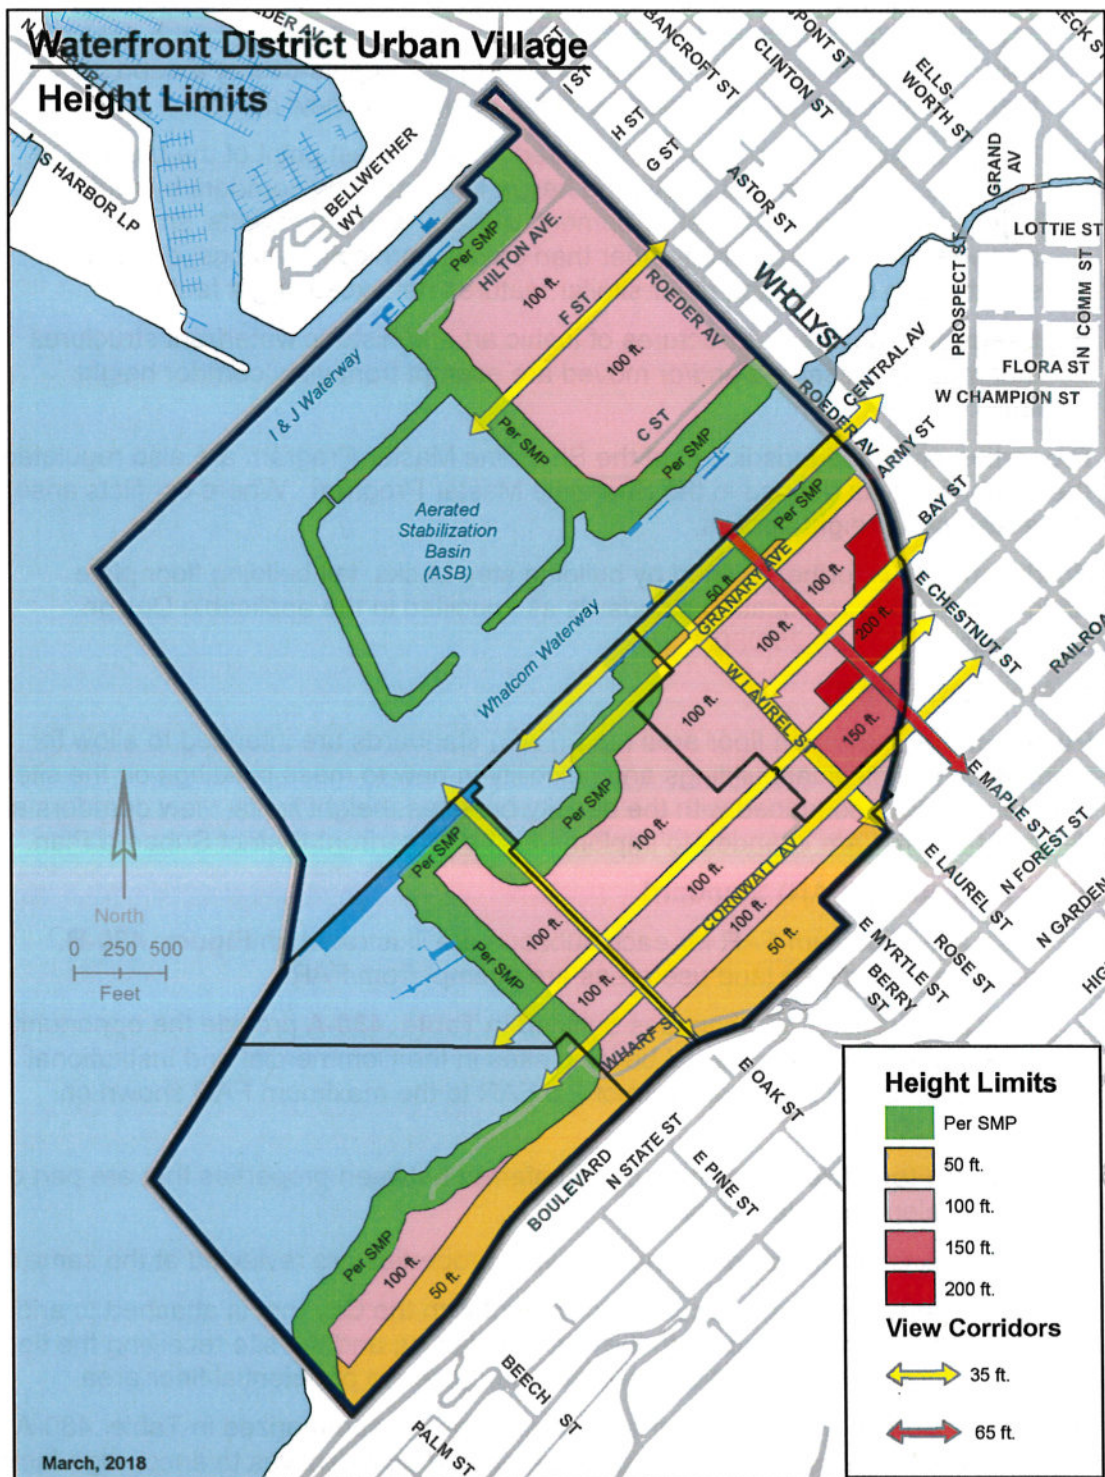 Waterfront District Urban Village
Height Limits
BELLWETHER
WY
S HARBOR LP
I ST
H ST
G ST
BANCROFT ST
CLINTON ST
ELLS-
WORTH ST
GRAND
AV
ASTOR ST
LOTTIE ST
PROSPECT ST
N COMM ST
FLORA ST
W CHAMPION ST
CENTRAL AV
ROEDER AV
ARMY ST
BAY ST
E CHESTNUT ST
Per SMP
HILTON AVE.
100 ft.
F ST
ROEDER AV
100 ft.
C ST
I & J Waterway
Per SMP
Per SMP
Aerated
Stabilization
Basin
(ASB)
Whatcom Waterway
Per SMP
50 ft.
GRANARY AVE
100 ft.
100 ft.
200 ft.
W LAUREL ST
100 ft.
150 ft.
E MAPLE ST
N FOREST ST
E LAUREL ST
N GARDEN
Per SMP
100 ft.
100 ft.
CORNWALL AV
100 ft.
50 ft.
E MYRTLE ST
BERRY
ST
ROSE ST
Per SMP
Per SMP
100 ft.
100 ft.
WHARF ST
E OAK ST
N STATE ST
BOULEVARD
E PINE ST
Per SMP
100 ft.
50 ft.
BEECH
ST
PALM ST
North
0 250 500
Feet
Height Limits
Per SMP
50 ft.
100 ft.
150 ft.
200 ft.
View Corridors
35 ft.
65 ft.
March, 2018